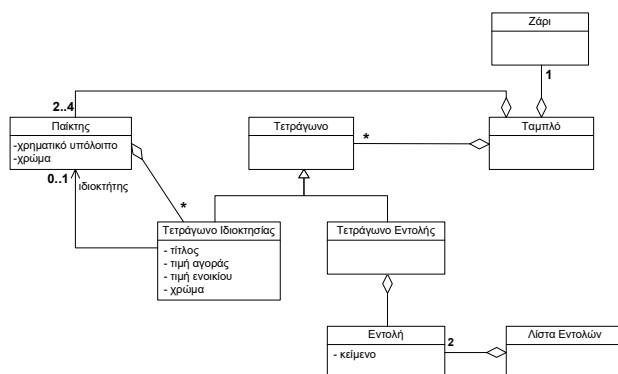 Ζάρι
1
2..4
Παίκτης
-χρηματικό υπόλοιπο
-χρώμα
Τετράγωνο
*
Ταμπλό
0..1
ιδιοκτήτης
*
Τετράγωνο Ιδιοκτησίας
- τίτλος
- τιμή αγοράς
- τιμή ενοικίου
- χρώμα
Τετράγωνο Εντολής
Εντολή
- κείμενο
2
Λίστα Εντολών